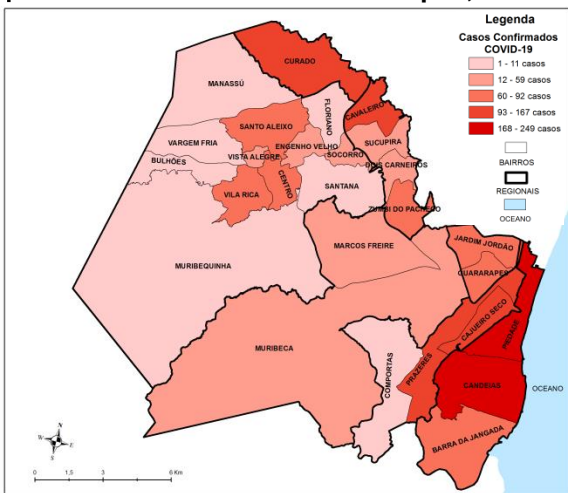 Legenda
Casos Confirmados
COVID-19
1 - 11 casos
12 - 59 casos
60 - 92 casos
93 - 167 casos
168 - 249 casos
BAIRROS
REGIONAIS
OCEANO
CURADO
MANASSÚ
FLORIANO
CAVALEIRO
SANTO ALEIXO
VARGEM FRIA
ENGENHO VELHO
SUCUPIRA
VISTA ALEGRE
SOCORRO
BULHÕES
DOIS CARNEIROS
CENTRO
VILA RICA
SANTANA
ZUMBI DO PACHECO
MARCOS FREIRE
JARDIM JORDÃO
MURIBEQUINHA
GUARARAPES
CAJUEIRO SECO
PIEDADE
MURIBECA
COMPORTAS
PRAZERES
CANDEIAS
OCEANO
BARRA DA JANGADA
N
W
E
S
0 1,5 3 6 Km